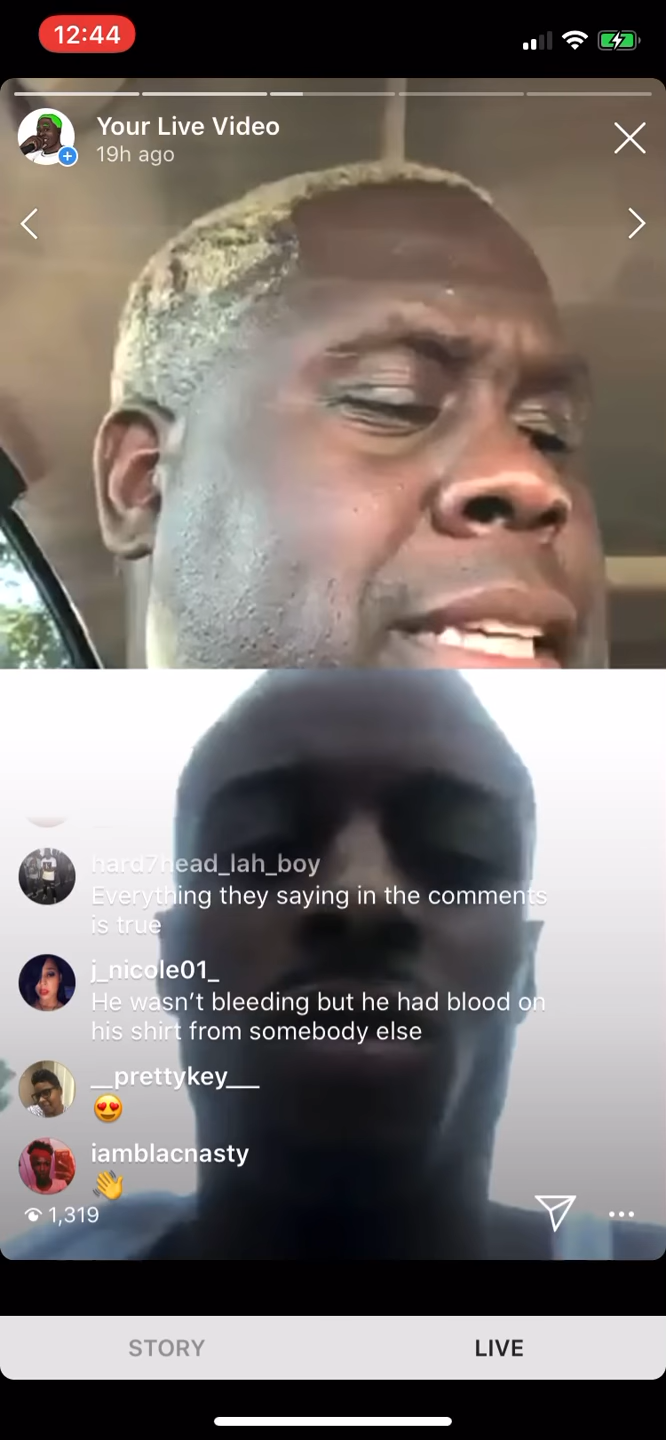 12:44
Your Live Video
19h ago
hard7head_lah_boy
Everything they saying in the comments
is true
j_nicole01_
He wasn't bleeding but he had blood on
his shirt from somebody else
__prettykey___
😍
iamblacnasty
👋
1,319
STORY
LIVE